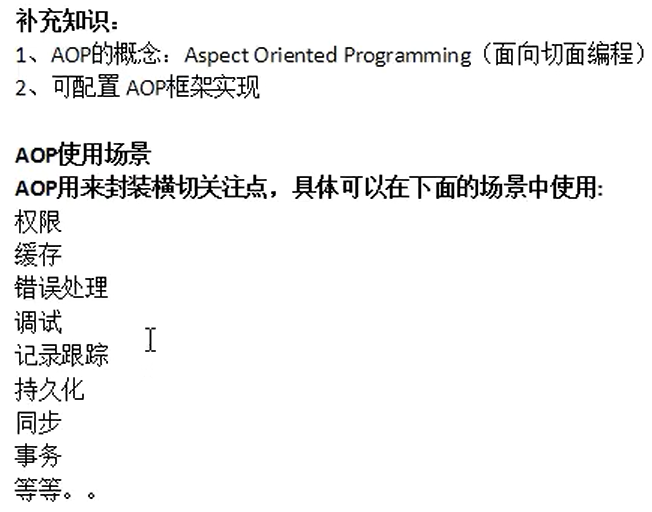 补充知识：
1、AOP的概念：Aspect Oriented Programming（面向切面编程）
2、可配置 AOP框架实现
AOP使用场景
AOP用来封装横切关注点，具体可以在下面的场景中使用:
权限
缓存
错误处理
调试
记录跟踪
持久化
同步
事务
等等。。